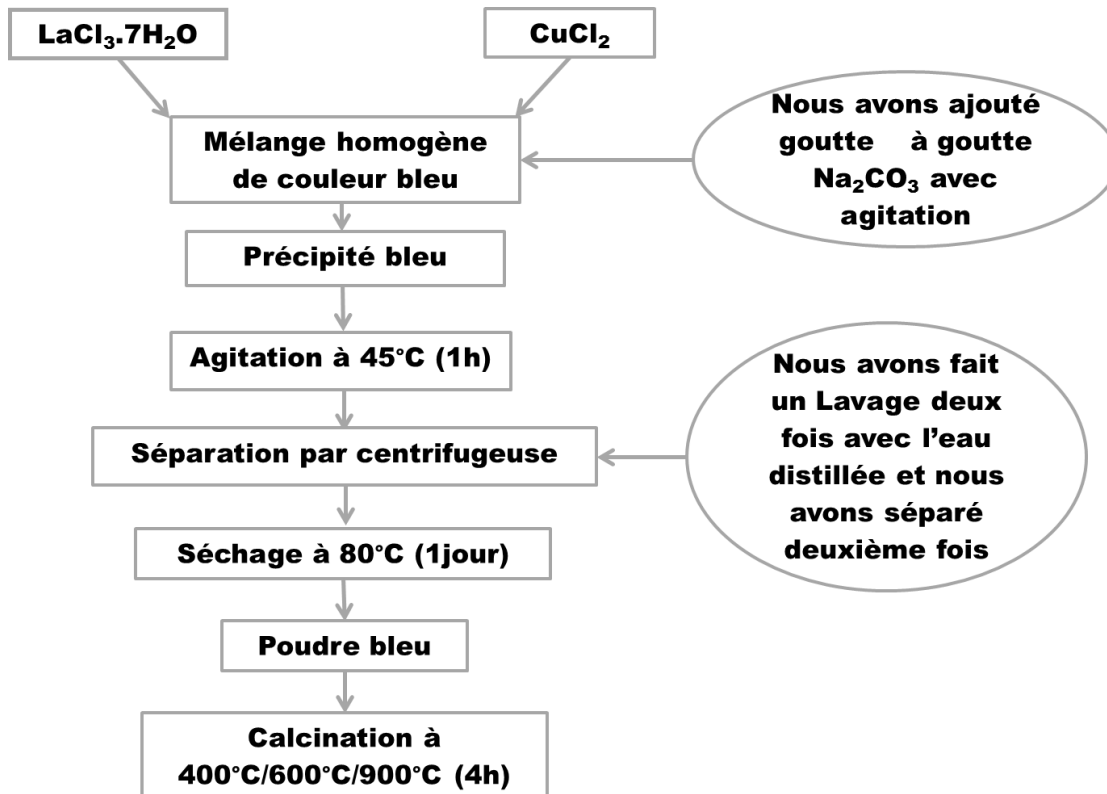 LaCl₃.7H₂O
CuCl₂
Mélange homogène
de couleur bleu
Nous avons ajouté
goutte à goutte
Na₂CO₃ avec
agitation
Précipité bleu
Agitation à 45°C (1h)
Séparation par centrifugeuse
Nous avons fait
un Lavage deux
fois avec l’eau
distillée et nous
avons séparé
deuxième fois
Séchage à 80°C (1jour)
Poudre bleu
Calcination à
400°C/600°C/900°C (4h)